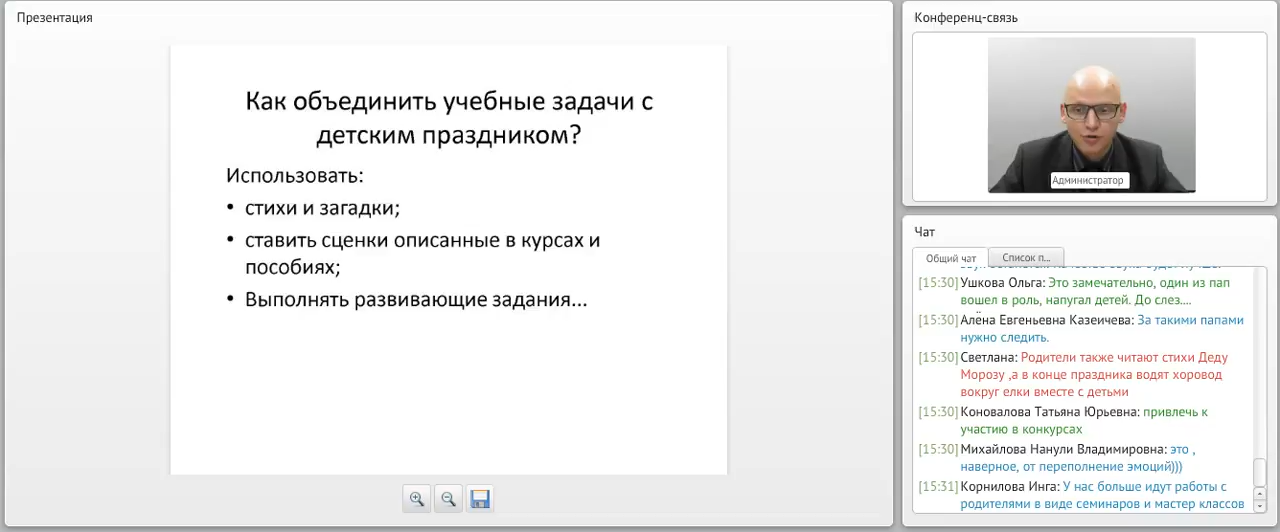 Презентация
Как объединить учебные задачи с
детским праздником?
Использовать:
• стихи и загадки;
• ставить сценки описанные в курсах и
пособиях;
• Выполнять развивающие задания...
Конференц-связь
Администратор
Чат
Общий чат
Список п...
[15:30] Ушкова Ольга: Это замечательно, один из пап
вошел в роль, напугал детей. До слез....
[15:30] Алёна Евгеньевна Казеичева: За такими папами
нужно следить.
[15:30] Светлана: Родители также читают стихи Деду
Морозу ,а в конце праздника водят хоровод
вокруг елки вместе с детьми
[15:30] Коновалова Татьяна Юрьевна: привлечь к
участию в конкурсах
[15:30] Михайлова Нанули Владимировна: это ,
наверное, от переполнение эмоций)))
[15:31] Корнилова Инга: У нас больше идут работы с
родителями в виде семинаров и мастер классов